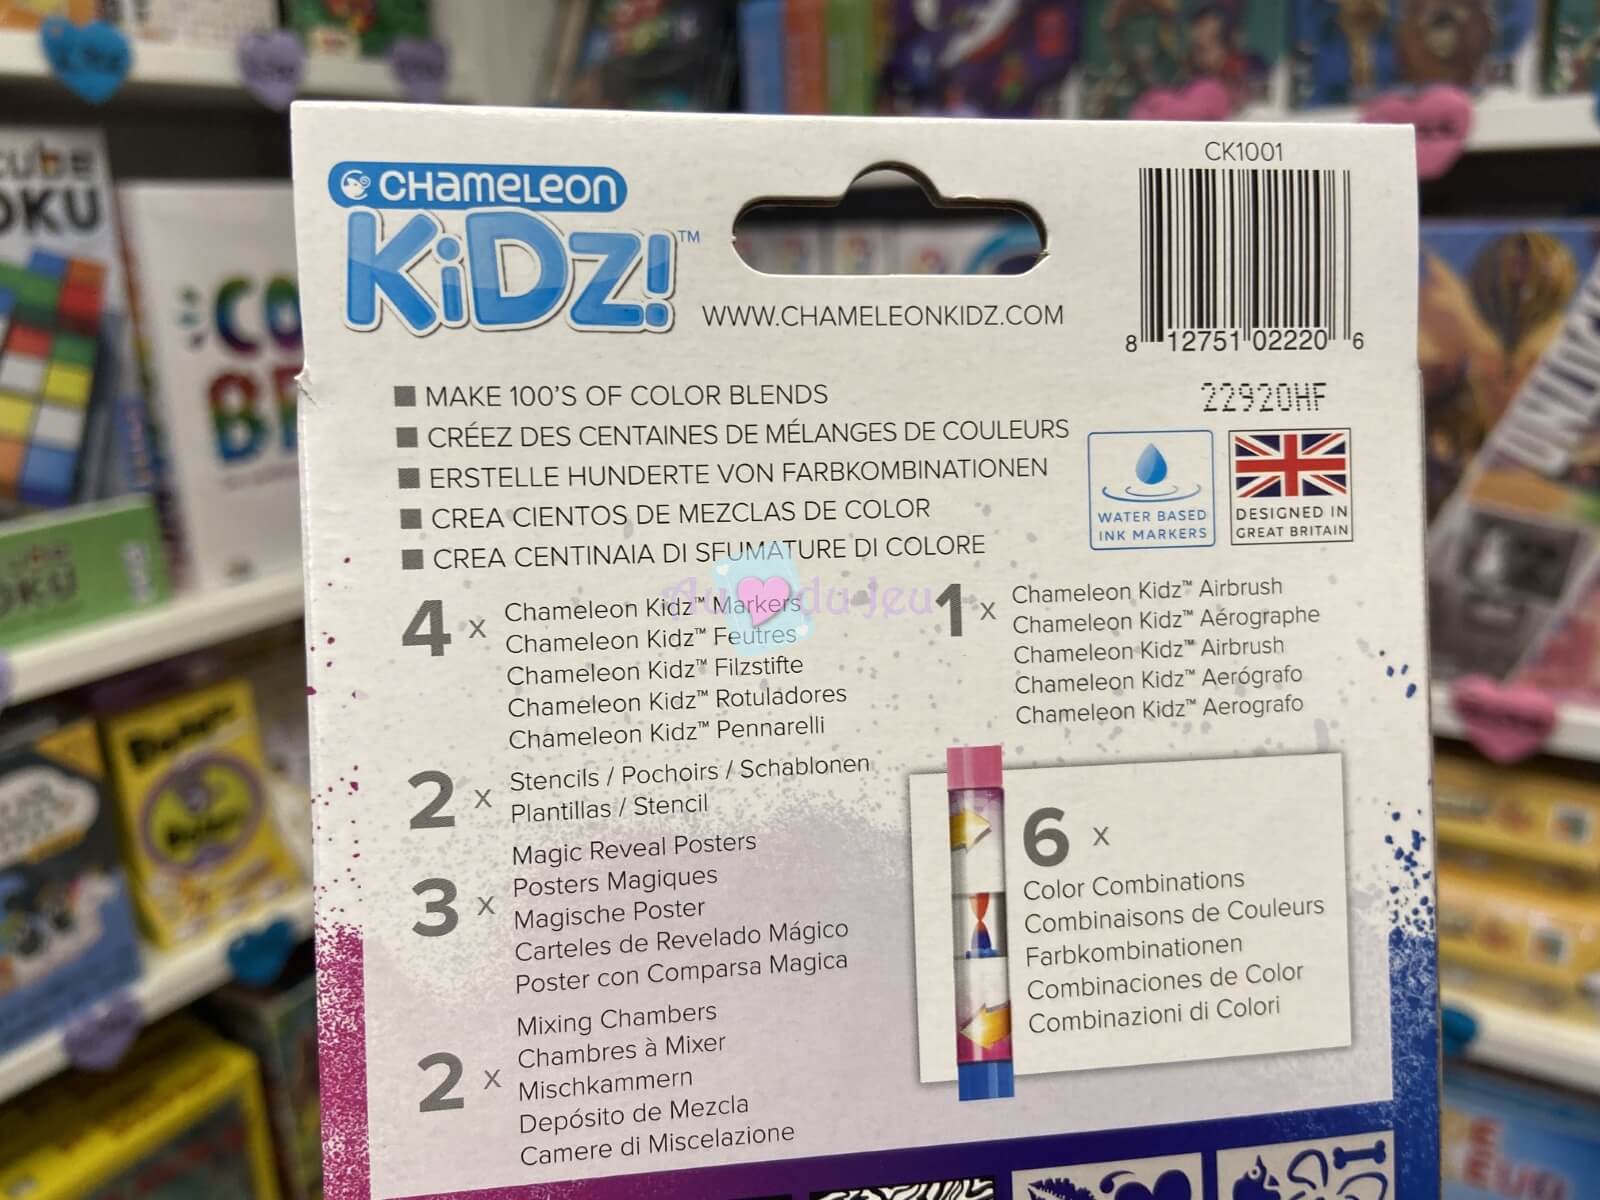 CHAMELEON
KiDZ!™
WWW.CHAMELEONKIDZ.COM
CK1001
8 12751 02220 6
22920HF
MAKE 100'S OF COLOR BLENDS
CRÉEZ DES CENTAINES DE MÉLANGES DE COULEURS
ERSTELLE HUNDERTE VON FARBKOMBINATIONEN
CREA CIENTOS DE MEZCLAS DE COLOR
CREA CENTINAIA DI SFUMATURE DI COLORE
WATER BASED
INK MARKERS
DESIGNED IN
GREAT BRITAIN
Au du Jeu
4 x
Chameleon Kidz™ Markers
Chameleon Kidz™ Feutres
Chameleon Kidz™ Filzstifte
Chameleon Kidz™ Rotuladores
Chameleon Kidz™ Pennarelli
1 x
Chameleon Kidz™ Airbrush
Chameleon Kidz™ Aérographe
Chameleon Kidz™ Airbrush
Chameleon Kidz™ Aerógrafo
Chameleon Kidz™ Aerografo
2 x
Stencils / Pochoirs / Schablonen
Plantillas / Stencil
3 x
Magic Reveal Posters
Posters Magiques
Magische Poster
Carteles de Revelado Mágico
Poster con Comparsa Magica
2 x
Mixing Chambers
Chambres à Mixer
Mischkammern
Depósito de Mezcla
Camere di Miscelazione
6 x
Color Combinations
Combinaisons de Couleurs
Farbkombinationen
Combinaciones de Color
Combinazioni di Colori